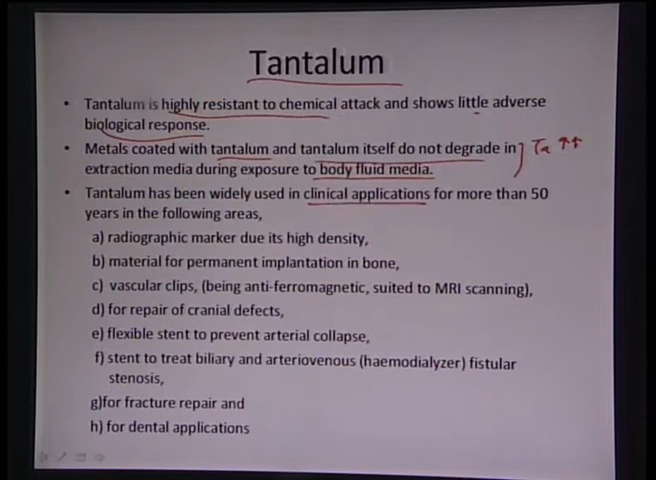 Tantalum
• Tantalum is highly resistant to chemical attack and shows little adverse
biological response.
• Metals coated with tantalum and tantalum itself do not degrade in
extraction media during exposure to body fluid media.
Ta ↑↑
• Tantalum has been widely used in clinical applications for more than 50
years in the following areas,
a) radiographic marker due its high density,
b) material for permanent implantation in bone,
c) vascular clips, (being anti-ferromagnetic, suited to MRI scanning),
d) for repair of cranial defects,
e) flexible stent to prevent arterial collapse,
f) stent to treat biliary and arteriovenous (haemodialyzer) fistular
stenosis,
g)for fracture repair and
h) for dental applications